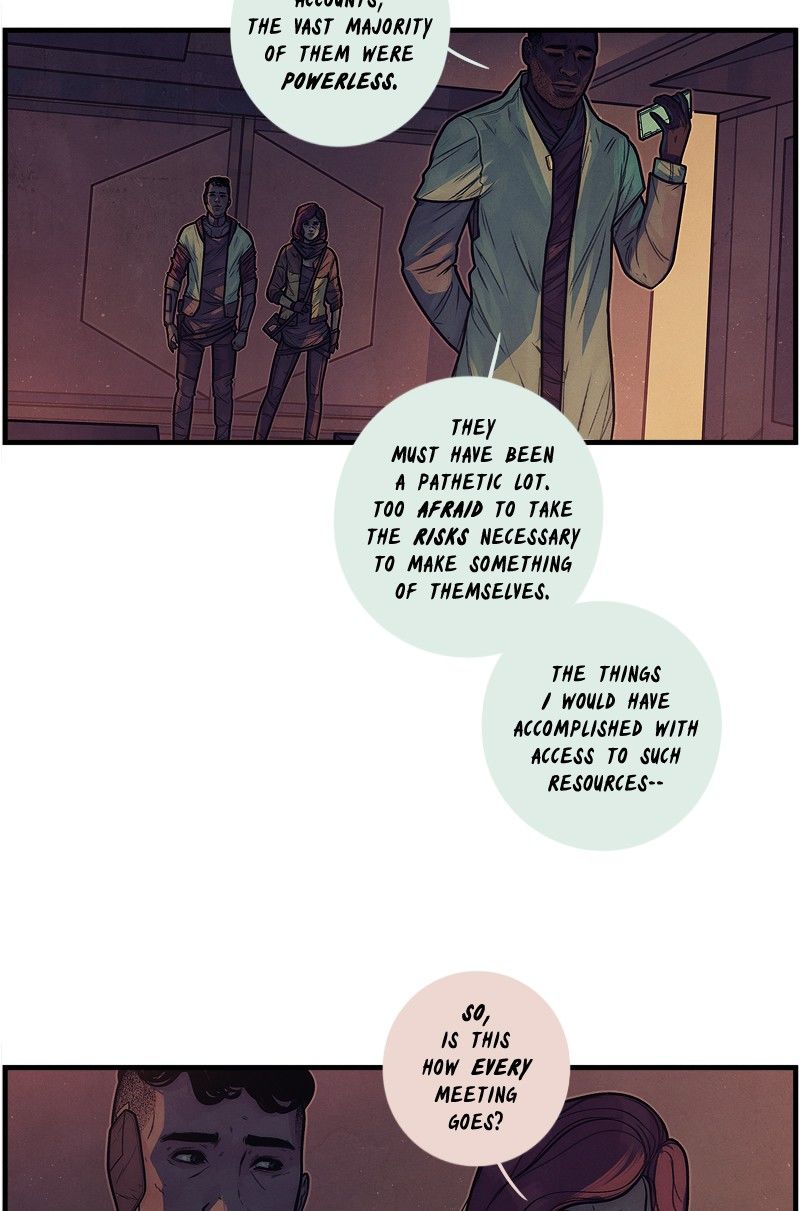 ACCOUNTS,
THE VAST MAJORITY
OF THEM WERE
POWERLESS.
THEY
MUST HAVE BEEN
A PATHETIC LOT.
TOO AFRAID TO TAKE
THE RISKS NECESSARY
TO MAKE SOMETHING
OF THEMSELVES.
THE THINGS
I WOULD HAVE
ACCOMPLISHED WITH
ACCESS TO SUCH
RESOURCES--
SO,
IS THIS
HOW EVERY
MEETING
GOES?